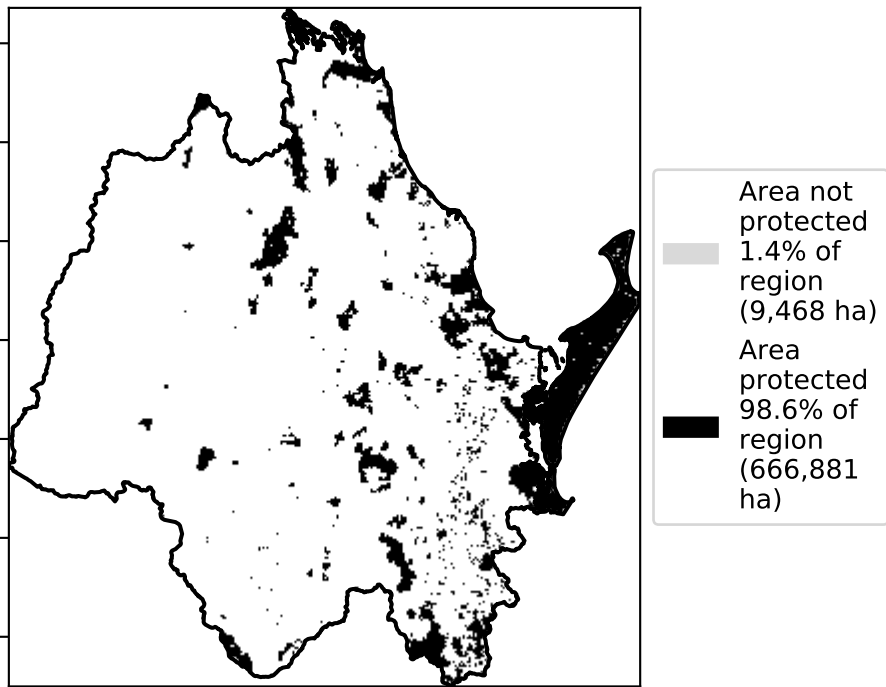 Area not
protected
1.4% of
region
(9,468 ha)
Area
protected
98.6% of
region
(666,881
ha)